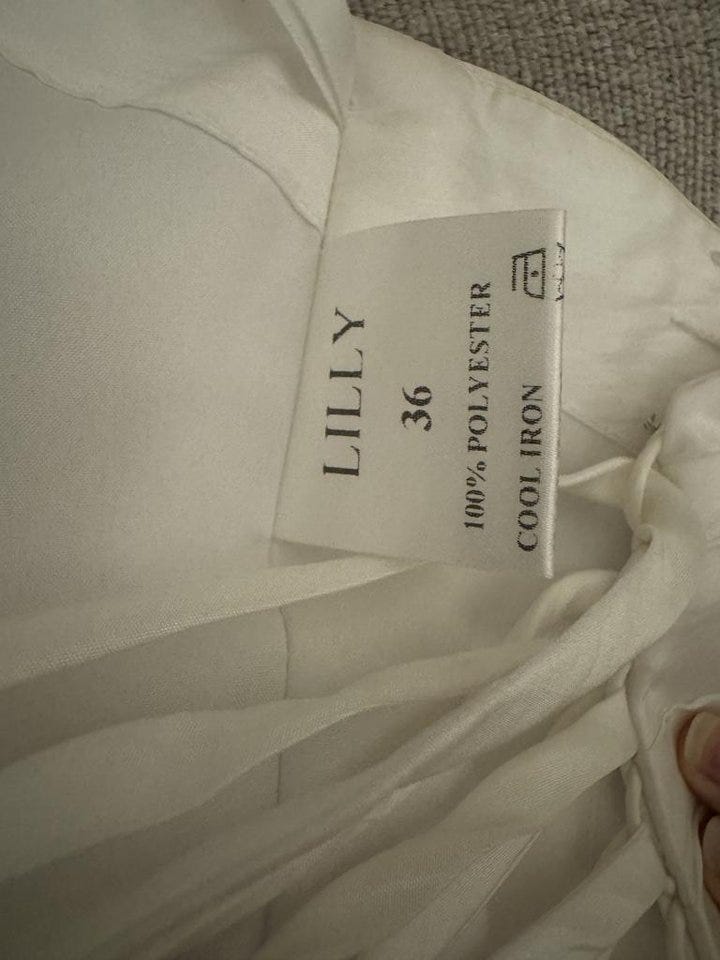 LILLY
36
100% POLYESTER
COOL IRON